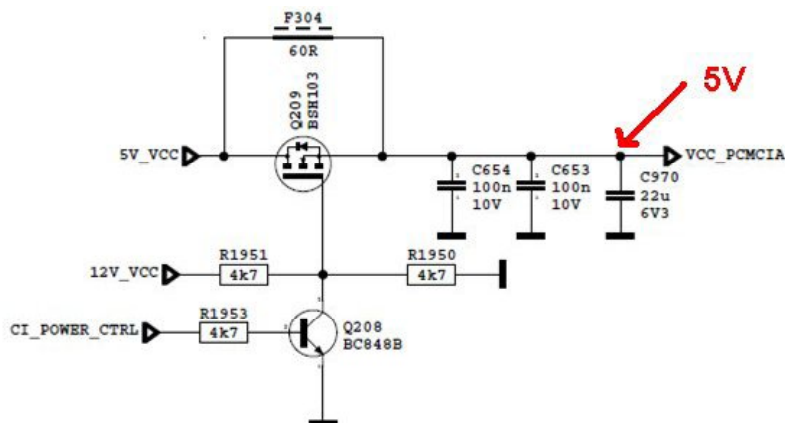 F304
60R
Q209
BSH103
5V
5V_VCC
VCC_PCMCIA
C654
100n
10V
C653
100n
10V
C970
22u
6V3
R1951
4k7
R1950
4k7
12V_VCC
R1953
4k7
CI_POWER_CTRL
Q208
BC848B